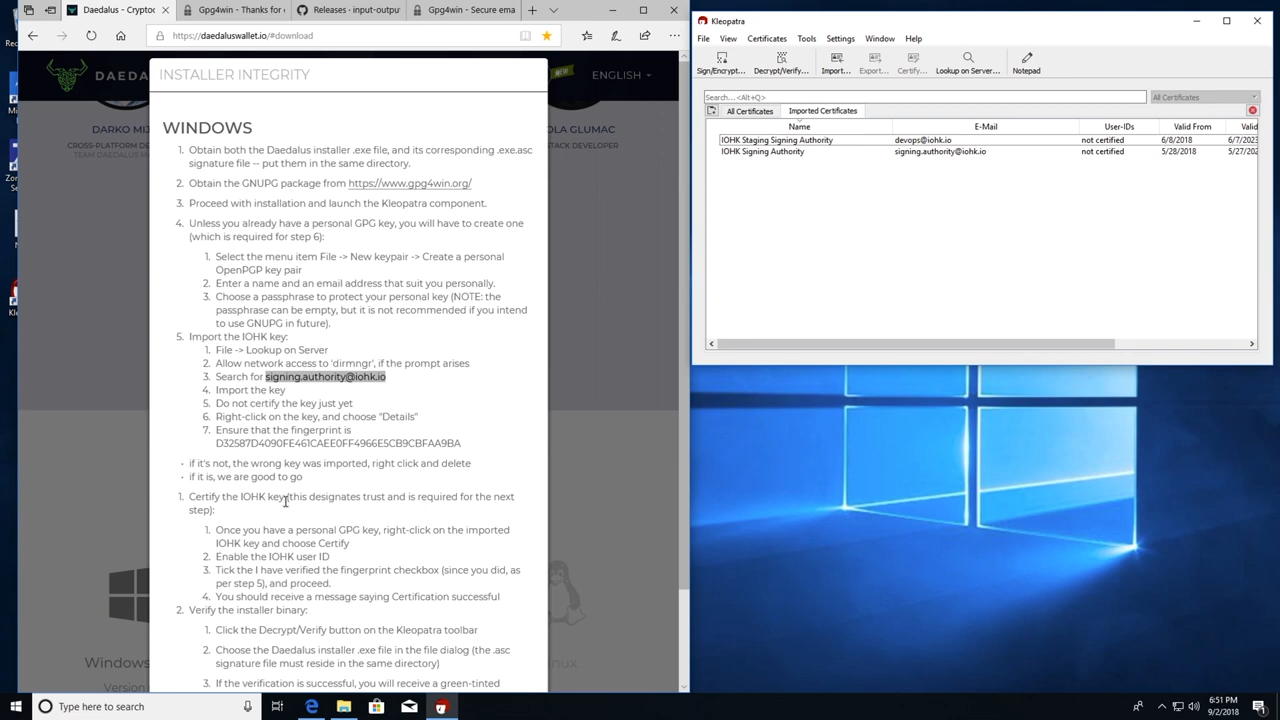 Daedalus - Cryptoc
Gpg4win - Thanks for
Releases · input-output
Gpg4win - Secure ema
https://www.daedaluswallet.io/#download
DAEDA
NEW
ENGLISH
DARKO MIJ
OLA GLUMAC
CROSS-PLATFORM DE
STACK DEVELOPER
TEAM DAEDALUS MA
INSTALLER INTEGRITY
WINDOWS
1. Obtain both the Daedalus installer .exe file, and its corresponding .exe.asc
signature file -- put them in the same directory.
2. Obtain the GNUPG package from https://www.gpg4win.org/
3. Proceed with installation and launch the Kleopatra component.
4. Unless you already have a personal GPG key, you will have to create one
(which is required for step 6):
1. Select the menu item File -> New keypair -> Create a personal
OpenPGP key pair
2. Enter a name and an email address that suit you personally.
3. Choose a passphrase to protect your personal key (NOTE: the
passphrase can be empty, but it is not recommended if you intend
to use GNUPG in future).
5. Import the IOHK key:
1. File -> Lookup on Server
2. Allow network access to 'dirmngr', if the prompt arises
3. Search for signing.authority@iohk.io
4. Import the key
5. Do not certify the key just yet
6. Right-click on the key, and choose "Details"
7. Ensure that the fingerprint is
D32587D4090FE461CAEE0FF4966E5CB9CBFAA9BA
- if it's not, the wrong key was imported, right click and delete
- if it is, we are good to go
1. Certify the IOHK key (this designates trust and is required for the next
step):
1. Once you have a personal GPG key, right-click on the imported
IOHK key and choose Certify
2. Enable the IOHK user ID
3. Tick the I have verified the fingerprint checkbox (since you did, as
per step 5), and proceed.
4. You should receive a message saying Certification successful
2. Verify the installer binary:
1. Click the Decrypt/Verify button on the Kleopatra toolbar
2. Choose the Daedalus installer .exe file in the file dialog (the .asc
signature file must reside in the same directory)
3. If the verification is successful, you will receive a green-tinted
Windows
Version
inux
Kleopatra
File View Certificates Tools Settings Window Help
Sign/Encrypt... Decrypt/Verify... Import... Export... Certify... Lookup on Server... Notepad
Search...<Alt+Q>
All Certificates
All Certificates Imported Certificates
Name E-Mail User-IDs Valid From Valid
IOHK Staging Signing Authority devops@iohk.io not certified 6/8/2018 6/7/2023
IOHK Signing Authority signing.authority@iohk.io not certified 5/28/2018 5/27/202
Type here to search
6:51 PM
9/2/2018